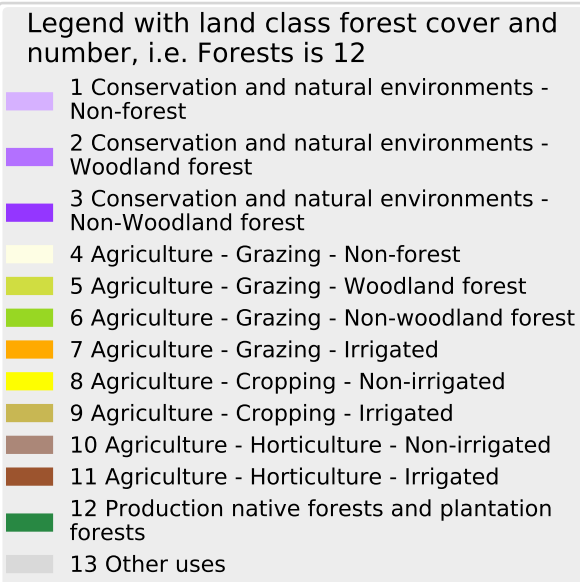 Legend with land class forest cover and
number, i.e. Forests is 12
1 Conservation and natural environments -
Non-forest
2 Conservation and natural environments -
Woodland forest
3 Conservation and natural environments -
Non-Woodland forest
4 Agriculture - Grazing - Non-forest
5 Agriculture - Grazing - Woodland forest
6 Agriculture - Grazing - Non-woodland forest
7 Agriculture - Grazing - Irrigated
8 Agriculture - Cropping - Non-irrigated
9 Agriculture - Cropping - Irrigated
10 Agriculture - Horticulture - Non-irrigated
11 Agriculture - Horticulture - Irrigated
12 Production native forests and plantation
forests
13 Other uses